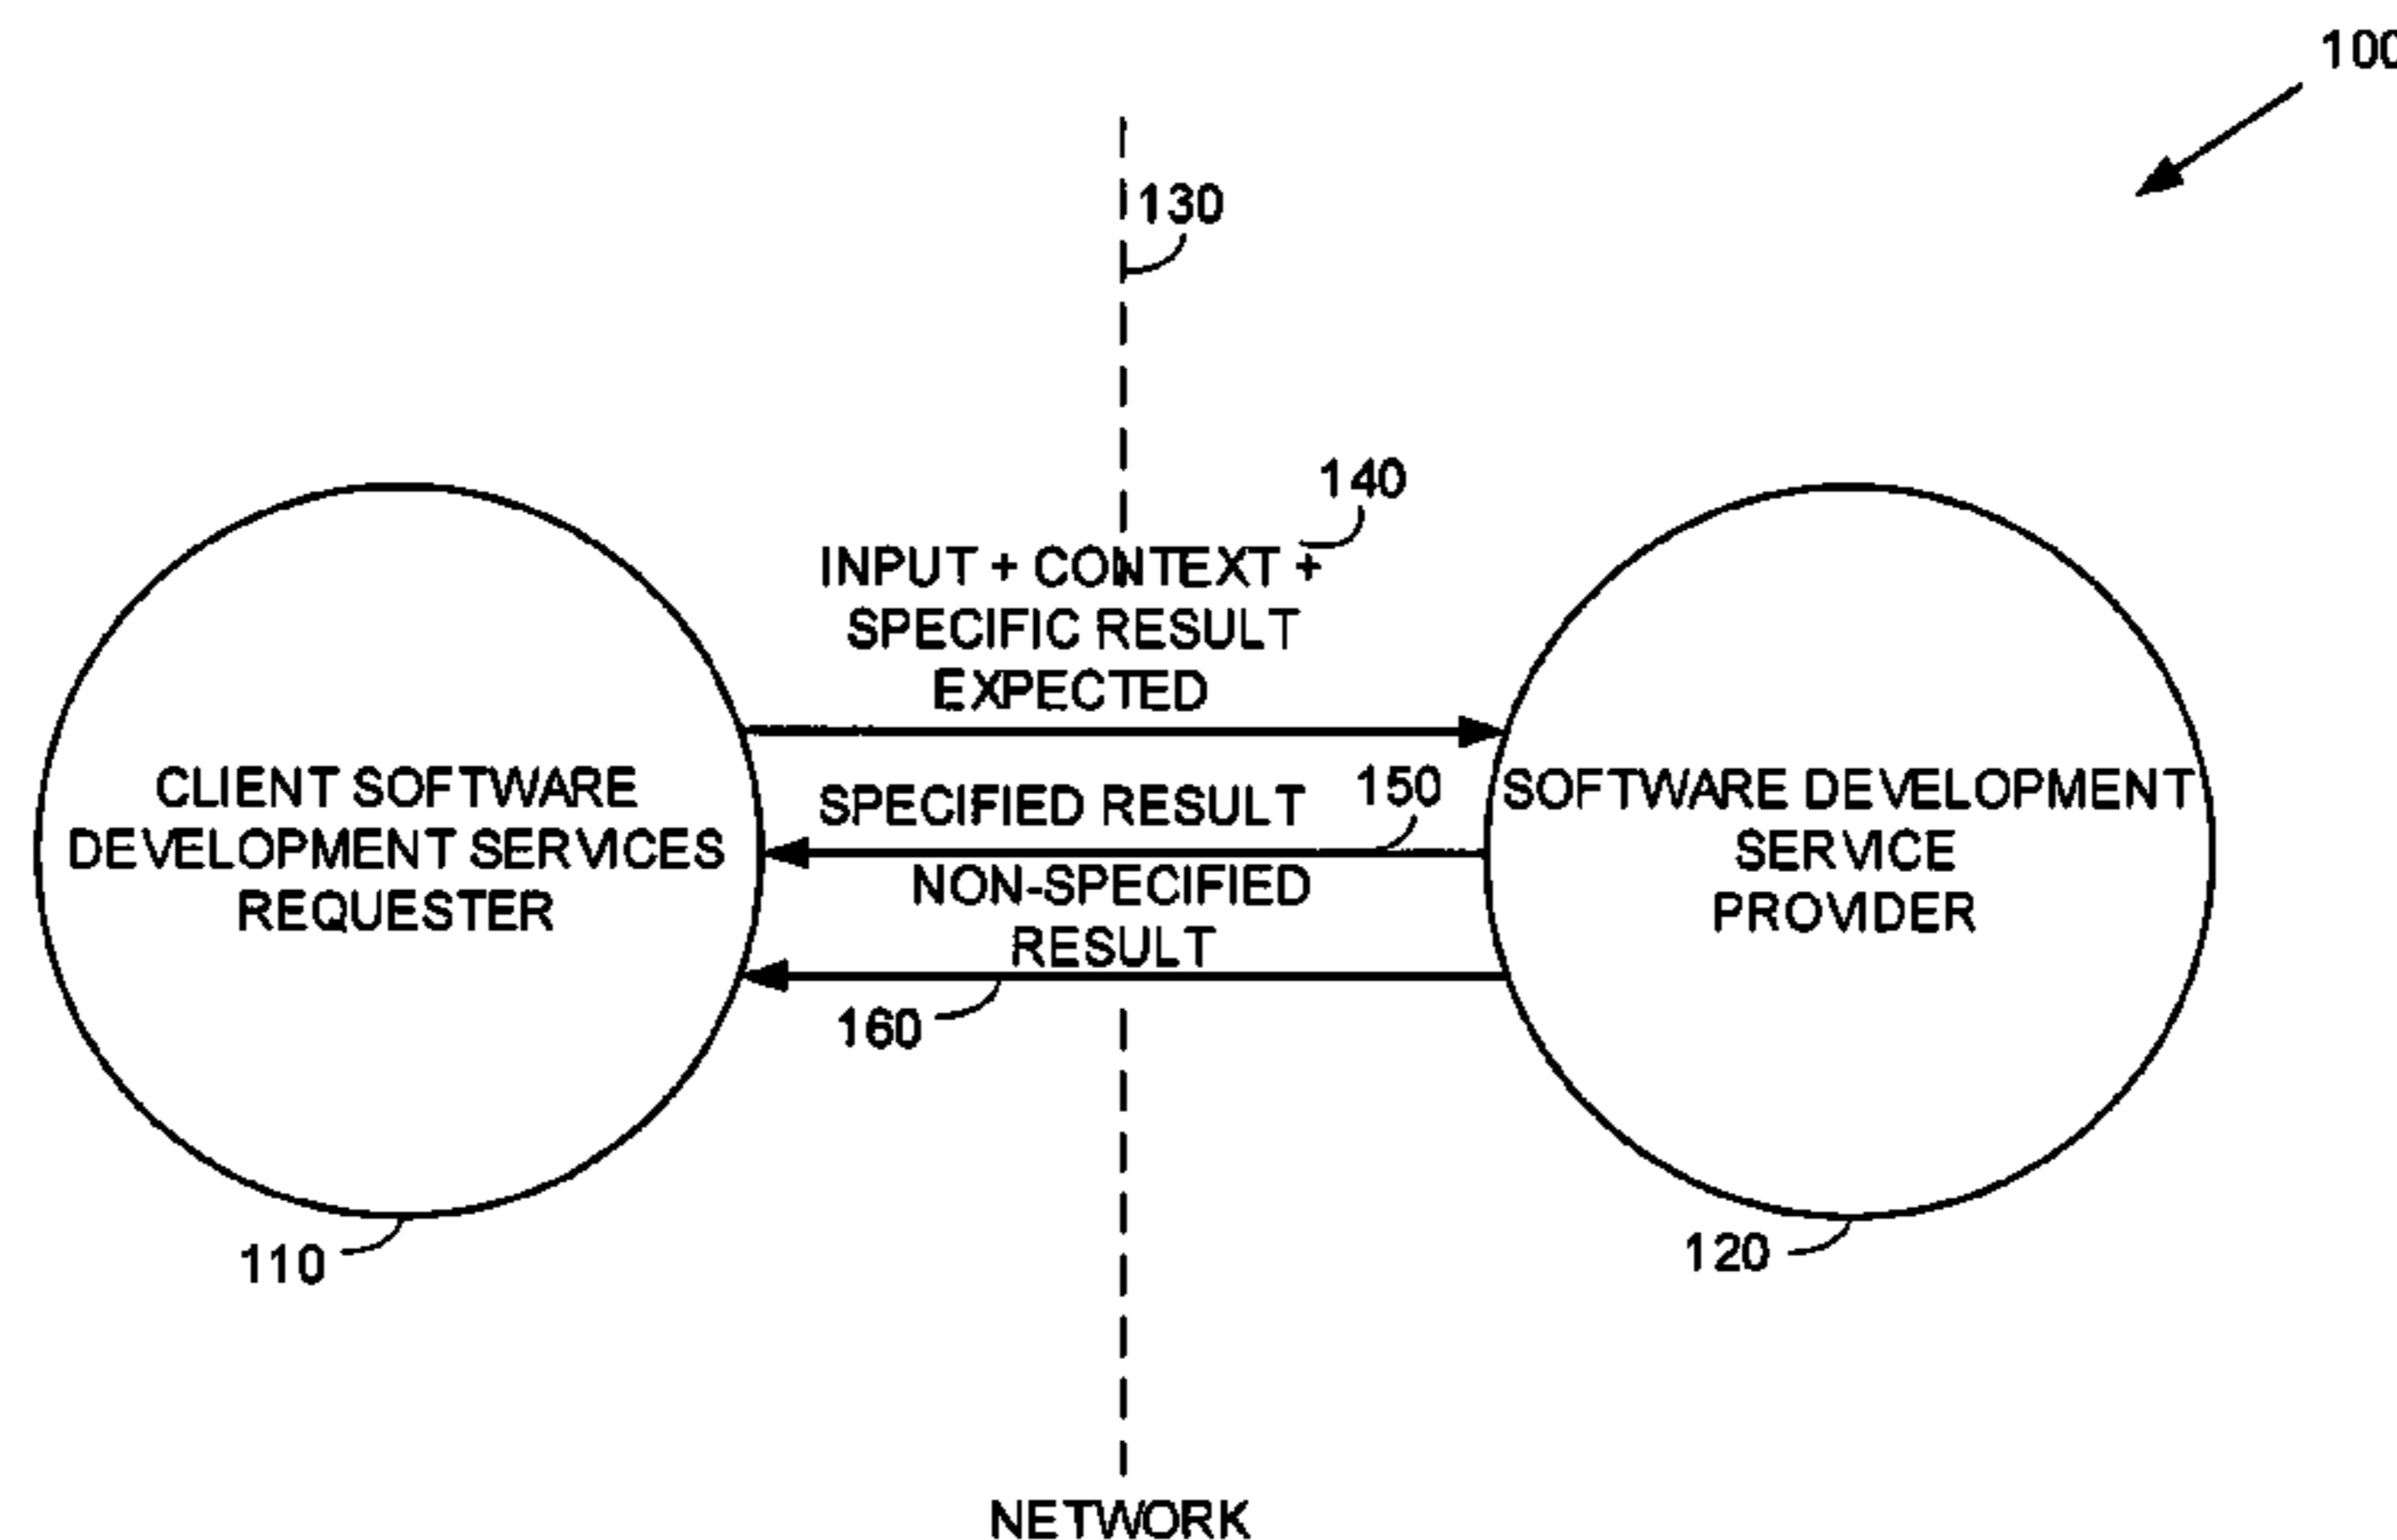 100
130
140
INPUT + CONTEXT +
SPECIFIC RESULT
EXPECTED
CLIENT SOFTWARE
DEVELOPMENT SERVICES
REQUESTER
SPECIFIED RESULT
150
NON-SPECIFIED
RESULT
160
SOFTWARE DEVELOPMENT
SERVICE
PROVIDER
110
120
NETWORK